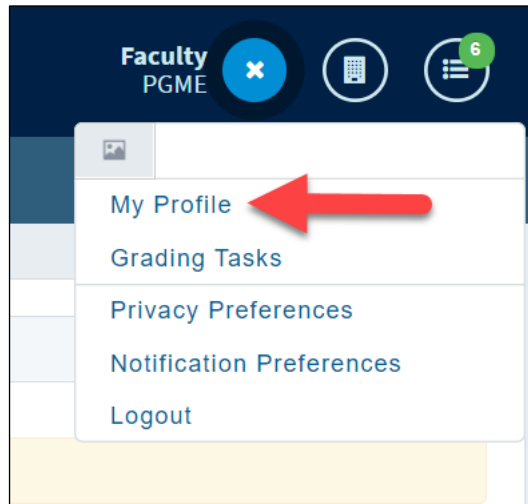 Faculty
PGME
6
My Profile
Grading Tasks
Privacy Preferences
Notification Preferences
Logout